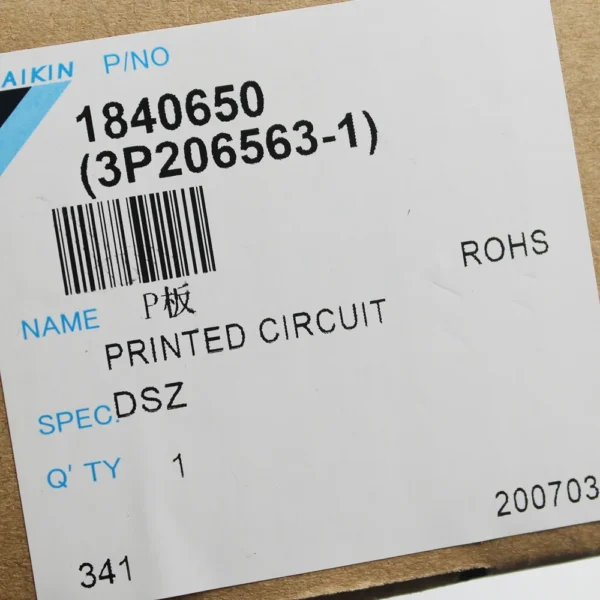 AIKIN P/NO
1840650
(3P206563-1)
ROHS
NAME P板
PRINTED CIRCUIT
SPEC. DSZ
Q' TY 1
200703
341